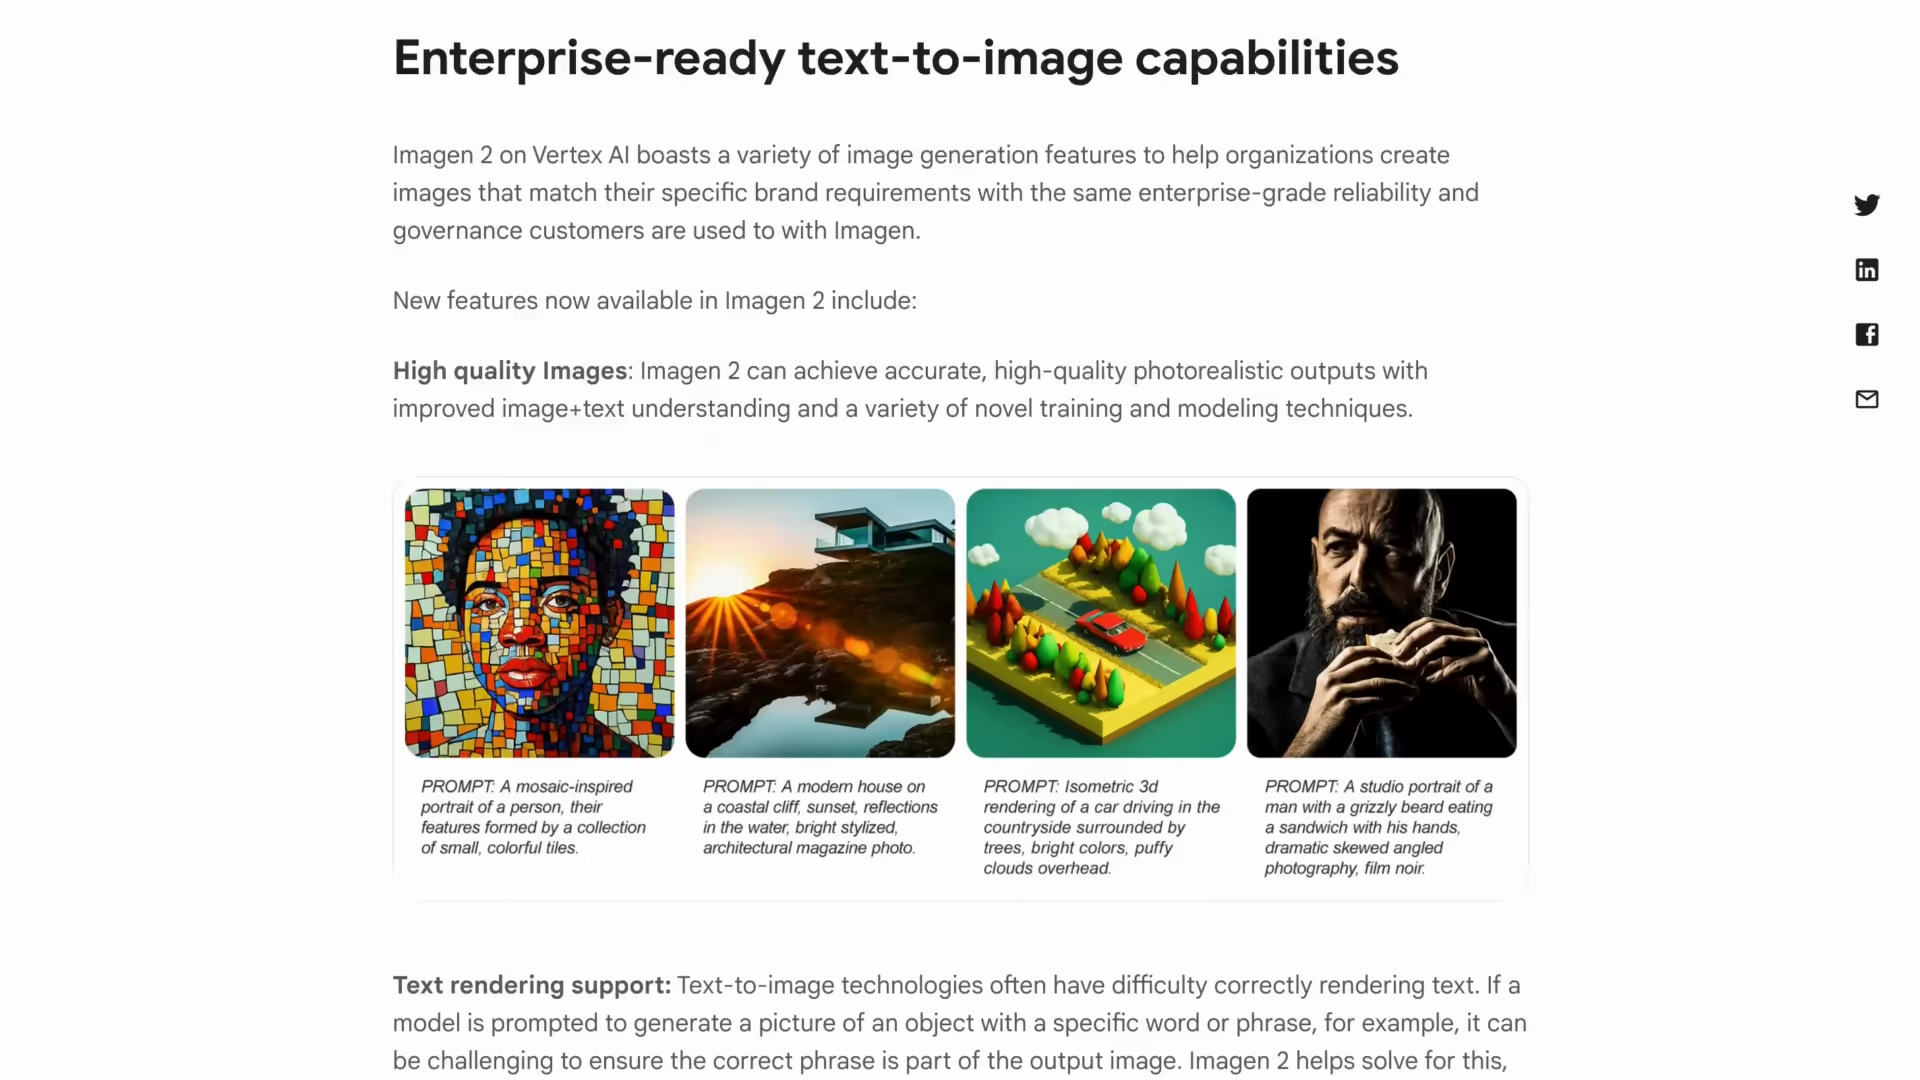 Enterprise-ready text-to-image capabilities
Imagen 2 on Vertex AI boasts a variety of image generation features to help organizations create
images that match their specific brand requirements with the same enterprise-grade reliability and
governance customers are used to with Imagen.
New features now available in Imagen 2 include:
High quality Images: Imagen 2 can achieve accurate, high-quality photorealistic outputs with
improved image+text understanding and a variety of novel training and modeling techniques.
PROMPT: A mosaic-inspired
portrait of a person, their
features formed by a collection
of small, colorful tiles.
PROMPT: A modern house on
a coastal cliff, sunset, reflections
in the water, bright stylized,
architectural magazine photo.
PROMPT: Isometric 3d
rendering of a car driving in the
countryside surrounded by
trees, bright colors, puffy
clouds overhead.
PROMPT: A studio portrait of a
man with a grizzly beard eating
a sandwich with his hands,
dramatic skewed angled
photography, film noir.
Text rendering support: Text-to-image technologies often have difficulty correctly rendering text. If a
model is prompted to generate a picture of an object with a specific word or phrase, for example, it can
be challenging to ensure the correct phrase is part of the output image. Imagen 2 helps solve for this,